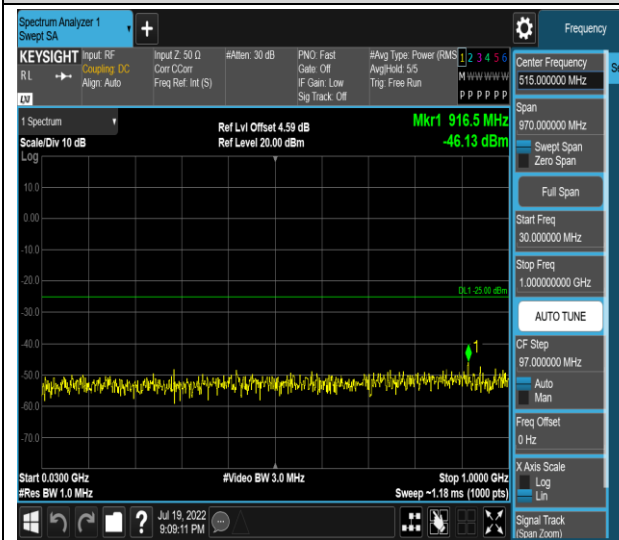 Spectrum Analyzer 1
Swept SA
+
Frequency
KEYSIGHT
RL
LXI
Input: RF
Coupling: DC
Align: Auto
Input Z: 50 Ω
Corr CCorr
Freq Ref: Int (S)
#Atten: 30 dB
PNO: Fast
Gate: Off
IF Gain: Low
Sig Track: Off
#Avg Type: Power (RMS
Avg|Hold: 5/5
Trig: Free Run
1 2 3 4 5 6
M W W W W W
P P P P P P
1 Spectrum
Scale/Div 10 dB
Log
Ref Lvl Offset 4.59 dB
Ref Level 20.00 dBm
Mkr1 916.5 MHz
-46.13 dBm
10.0
0.00
-10.0
-20.0
DL1 -25.00 dBm
-30.0
-40.0
1
-50.0
-60.0
-70.0
Start 0.0300 GHz
#Res BW 1.0 MHz
#Video BW 3.0 MHz
Stop 1.0000 GHz
Sweep ~1.18 ms (1000 pts)
?
Jul 19, 2022
9:09:11 PM
Center Frequency
515.000000 MHz
Span
970.000000 MHz
Swept Span
Zero Span
Full Span
Start Freq
30.000000 MHz
Stop Freq
1.000000000 GHz
AUTO TUNE
CF Step
97.000000 MHz
Auto
Man
Freq Offset
0 Hz
X Axis Scale
Log
Lin
Signal Track
(Span Zoom)